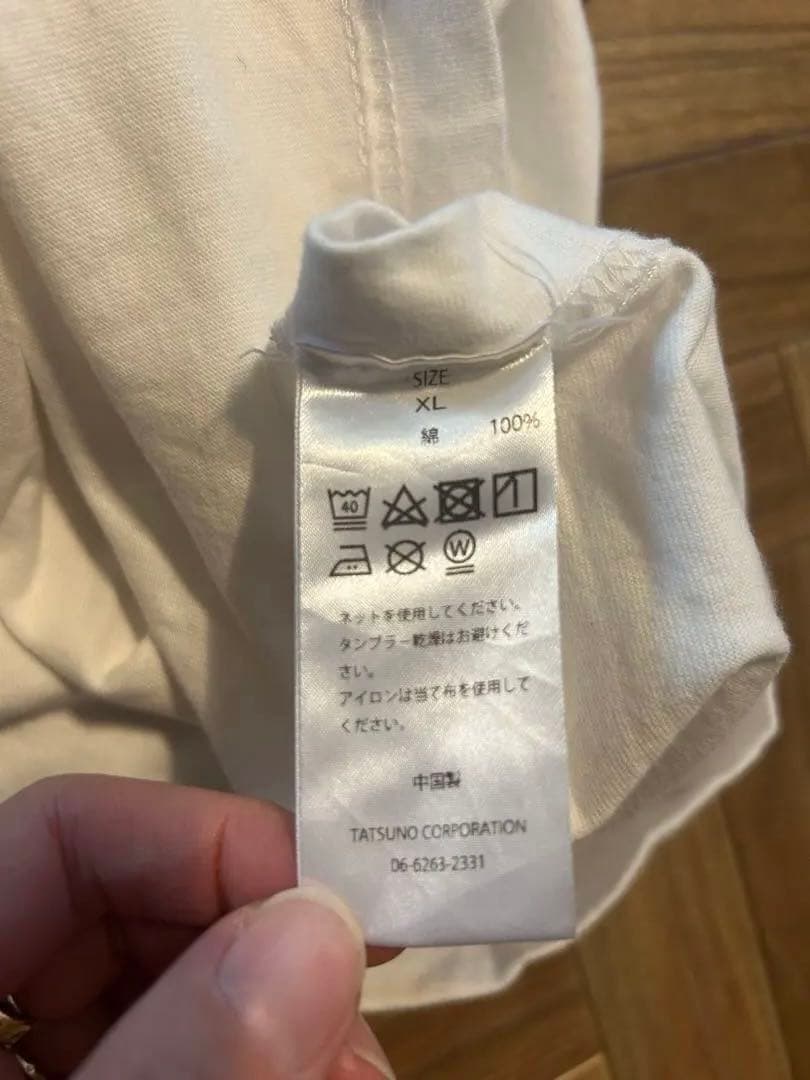 SIZE
XL
綿 100%
40
W
ネットを使用してください。
タンブラー乾燥はお避けくだ
さい。
アイロンは当て布を使用して
ください。
中国製
TATSUNO CORPORATION
06-6263-2331